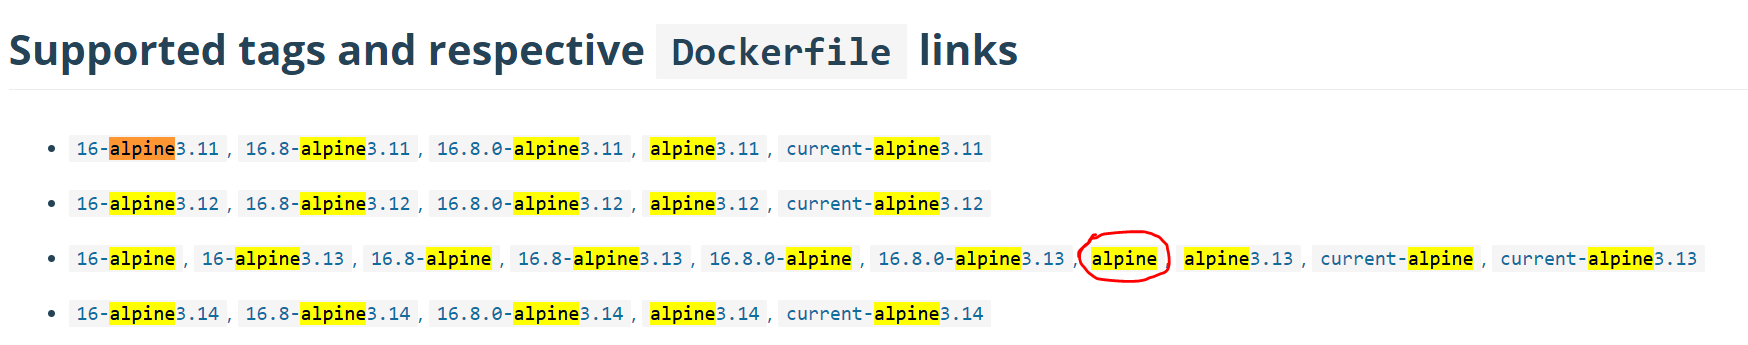 Supported tags and respective Dockerfile links
16-alpine3.11, 16.8-alpine3.11, 16.8.0-alpine3.11, alpine3.11, current-alpine3.11
16-alpine3.12, 16.8-alpine3.12, 16.8.0-alpine3.12, alpine3.12, current-alpine3.12
16-alpine, 16-alpine3.13, 16.8-alpine, 16.8-alpine3.13, 16.8.0-alpine, 16.8.0-alpine3.13, alpine, alpine3.13, current-alpine, current-alpine3.13
16-alpine3.14, 16.8-alpine3.14, 16.8.0-alpine3.14, alpine3.14, current-alpine3.14